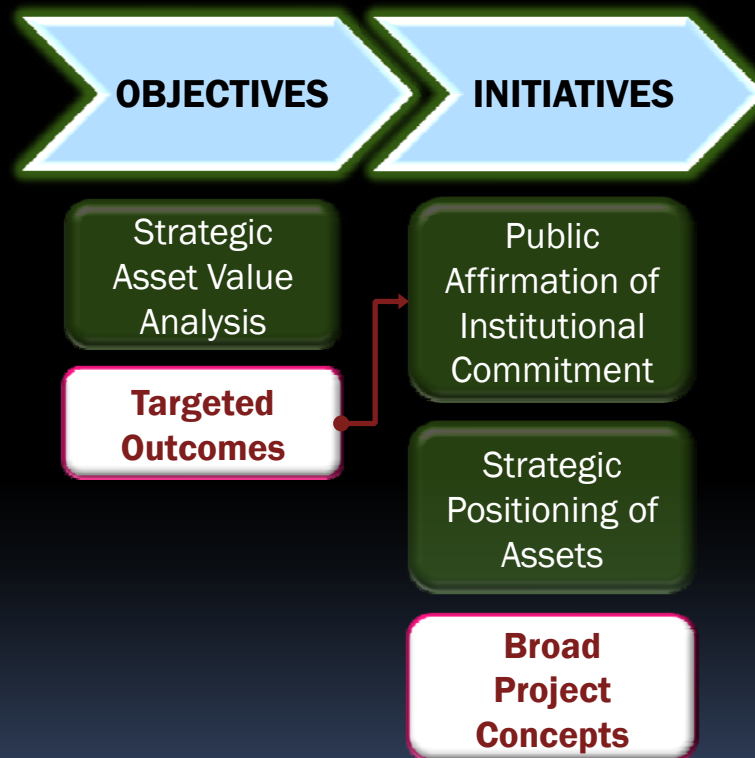 OBJECTIVES
INITIATIVES
Strategic
Asset Value
Analysis
Targeted
Outcomes
Public
Affirmation of
Institutional
Commitment
Strategic
Positioning of
Assets
Broad
Project
Concepts